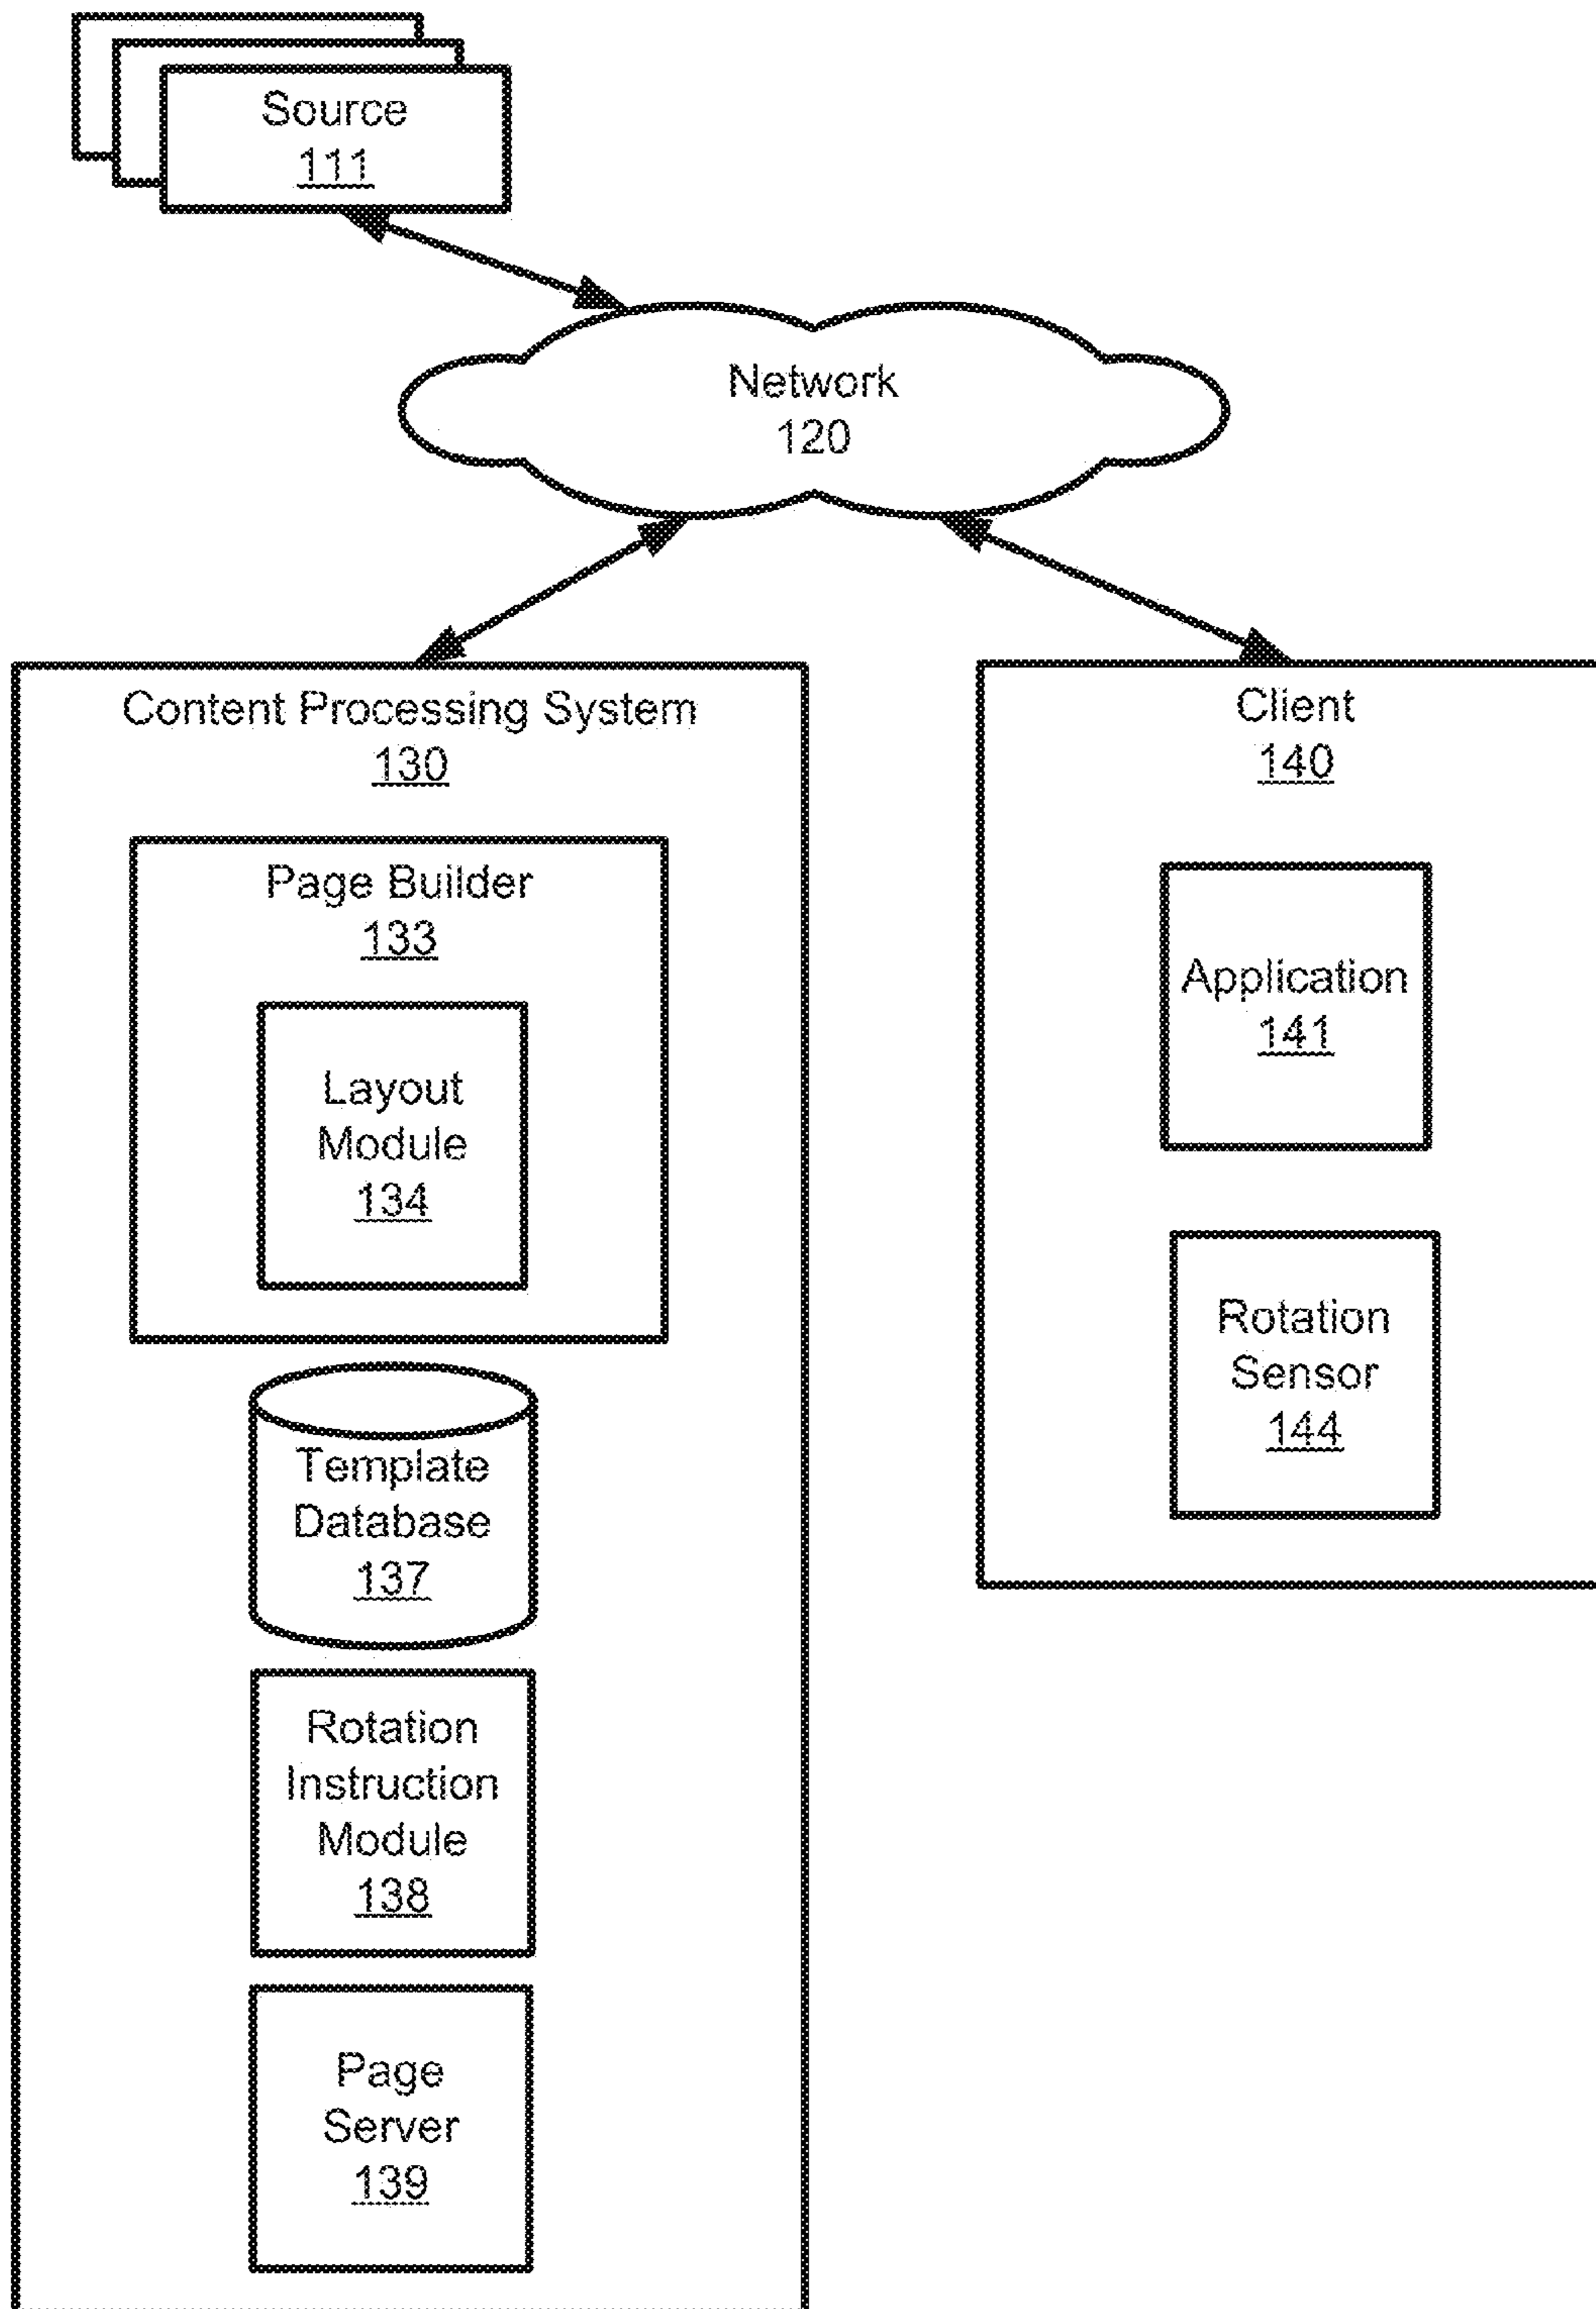 Source
111
Network
120
Content Processing System
130
Page Builder
133
Layout
Module
134
Template
Database
137
Rotation
Instruction
Module
138
Page
Server
139
Client
140
Application
141
Rotation
Sensor
144